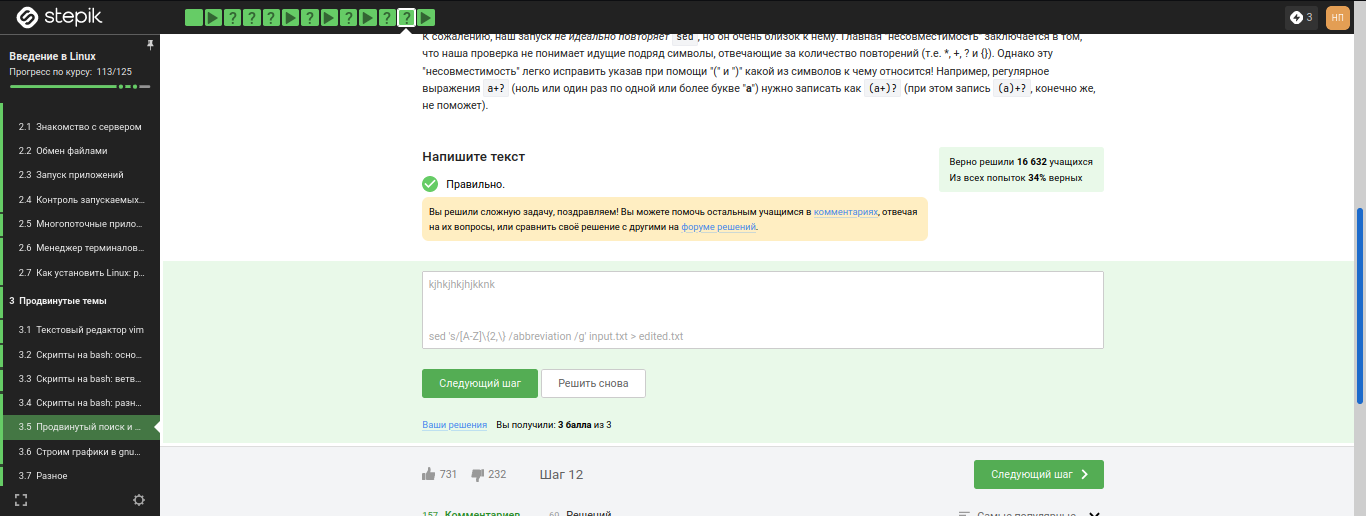 stepik
? ? ? ? ? ? ?
3
НП
Введение в Linux
Прогресс по курсу: 113/125
2.1 Знакомство с сервером
2.2 Обмен файлами
2.3 Запуск приложений
2.4 Контроль запускаемых...
2.5 Многопоточные прило...
2.6 Менеджер терминалов...
2.7 Как установить Linux: р...
3 Продвинутые темы
3.1 Текстовый редактор vim
3.2 Скрипты на bash: осно...
3.3 Скрипты на bash: ветв...
3.4 Скрипты на bash: разн...
3.5 Продвинутый поиск и ...
3.6 Строим графики в gnu...
3.7 Разное
К сожалению, наш запуск не идеально повторяет sed , но он очень близок к нему. Главная "несовместимость" заключается в том,
что наша проверка не понимает идущие подряд символы, отвечающие за количество повторений (т.е. *, +, ? и {}). Однако эту
"несовместимость" легко исправить указав при помощи "(" и ")" какой из символов к чему относится! Например, регулярное
выражения a+? (ноль или один раз по одной или более букве "a") нужно записать как (a+)? (при этом запись (a)+? , конечно же,
не поможет).
Напишите текст
Правильно.
Верно решили 16 632 учащихся
Из всех попыток 34% верных
Вы решили сложную задачу, поздравляем! Вы можете помочь остальным учащимся в комментариях, отвечая
на их вопросы, или сравнить своё решение с другими на форуме решений.
kjhkjhkjhjkknk
sed 's/[A-Z]\{2,\} /abbreviation /g' input.txt > edited.txt
Следующий шаг
Решить снова
Ваши решения Вы получили: 3 балла из 3
731 232 Шаг 12
Следующий шаг
157 Комментариев 69 Решений
Самые популярные